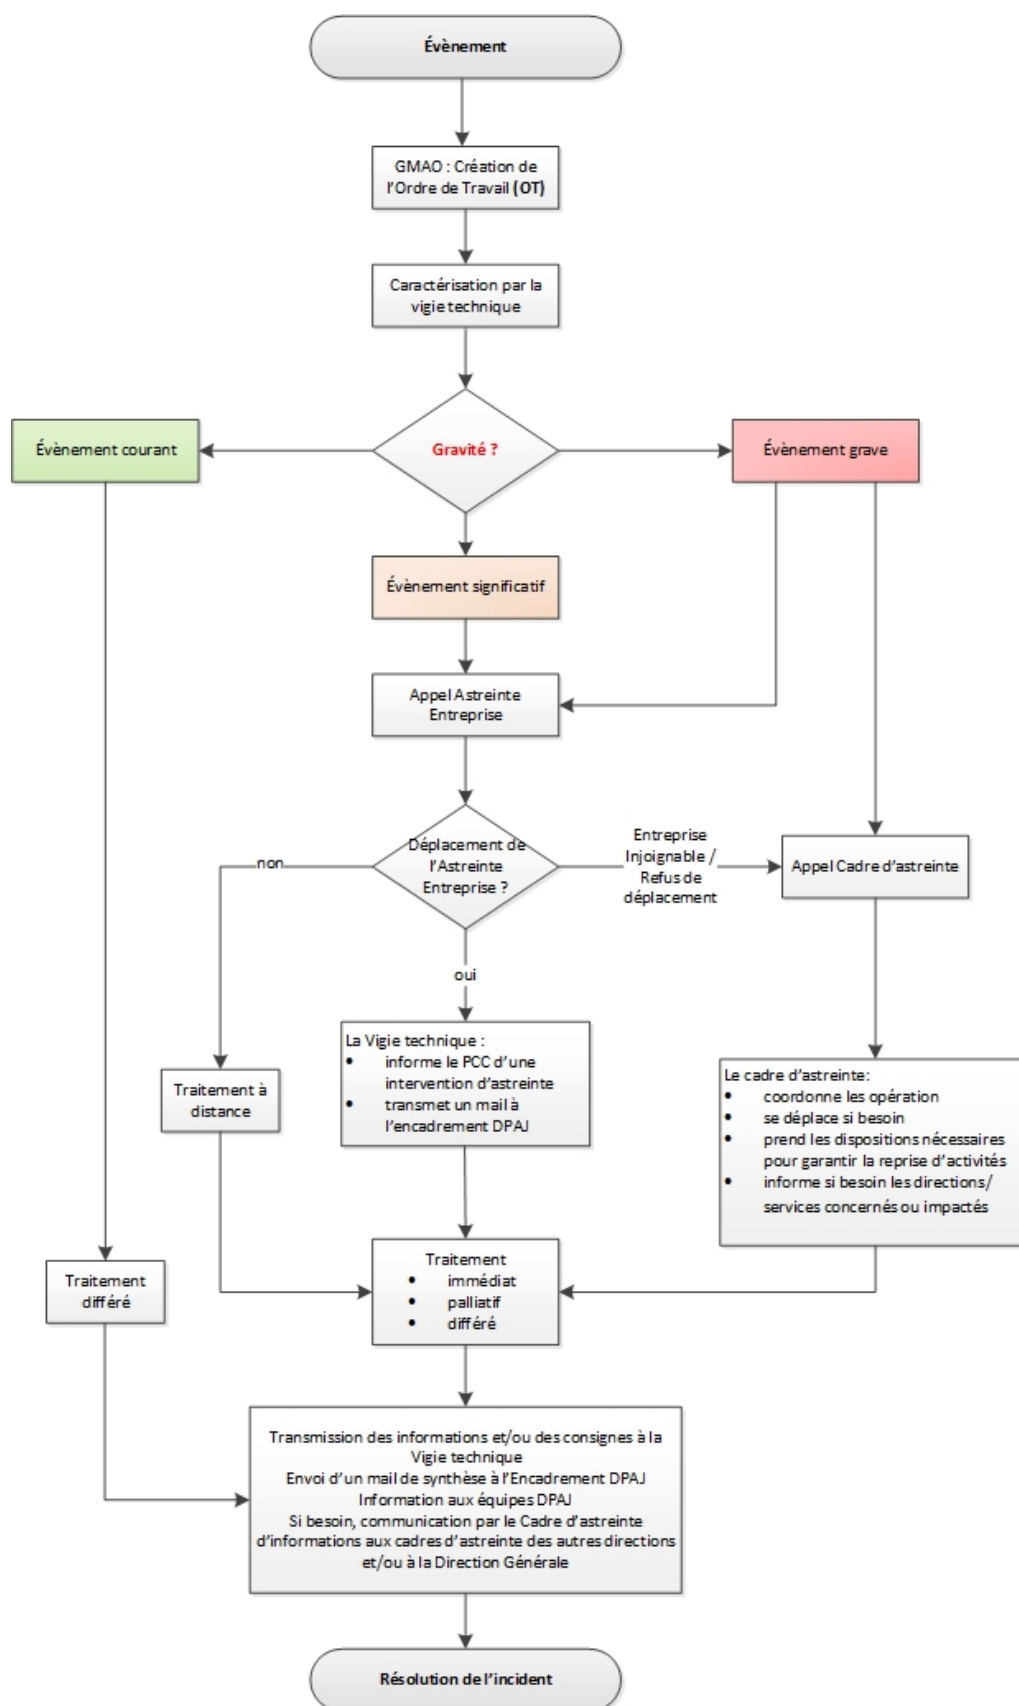 Évènement
GMAO : Création de
l'Ordre de Travail (OT)
Caractérisation par la
vigie technique
Évènement courant
Gravité ?
Évènement grave
Évènement significatif
Appel Astreinte
Entreprise
Déplacement de
l'Astreinte
Entreprise ?
non
Entreprise
Injoignable /
Refus de
déplacement
Appel Cadre d'astreinte
oui
La Vigie technique :
• informe le PCC d'une
intervention d'astreinte
• transmet un mail à
l'encadrement DPAJ
Traitement à
distance
Le cadre d'astreinte:
• coordonne les opération
• se déplace si besoin
• prend les dispositions nécessaires
pour garantir la reprise d'activités
• informe si besoin les directions/
services concernés ou impactés
Traitement
différé
Traitement
• immédiat
• palliatif
• différé
Transmission des informations et/ou des consignes à la
Vigie technique
Envoi d'un mail de synthèse à l'Encadrement DPAJ
Information aux équipes DPAJ
Si besoin, communication par le Cadre d'astreinte
d'informations aux cadres d'astreinte des autres directions
et/ou à la Direction Générale
Résolution de l'incident